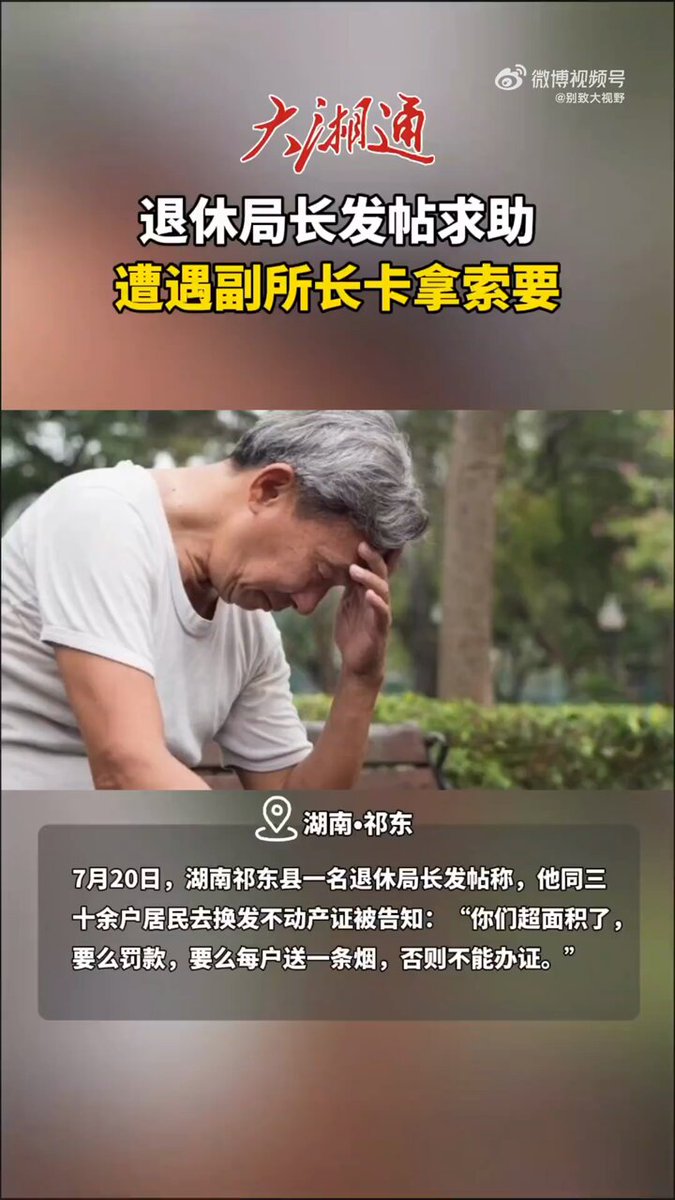 微博视频号
@别致大视野
大湘通
退休局长发帖求助
遭遇副所长卡拿索要
湖南•祁东
7月20日，湖南祁东县一名退休局长发帖称，他同三
十余户居民去换发不动产证被告知：“你们超面积了，
要么罚款，要么每户送一条烟，否则不能办证。”